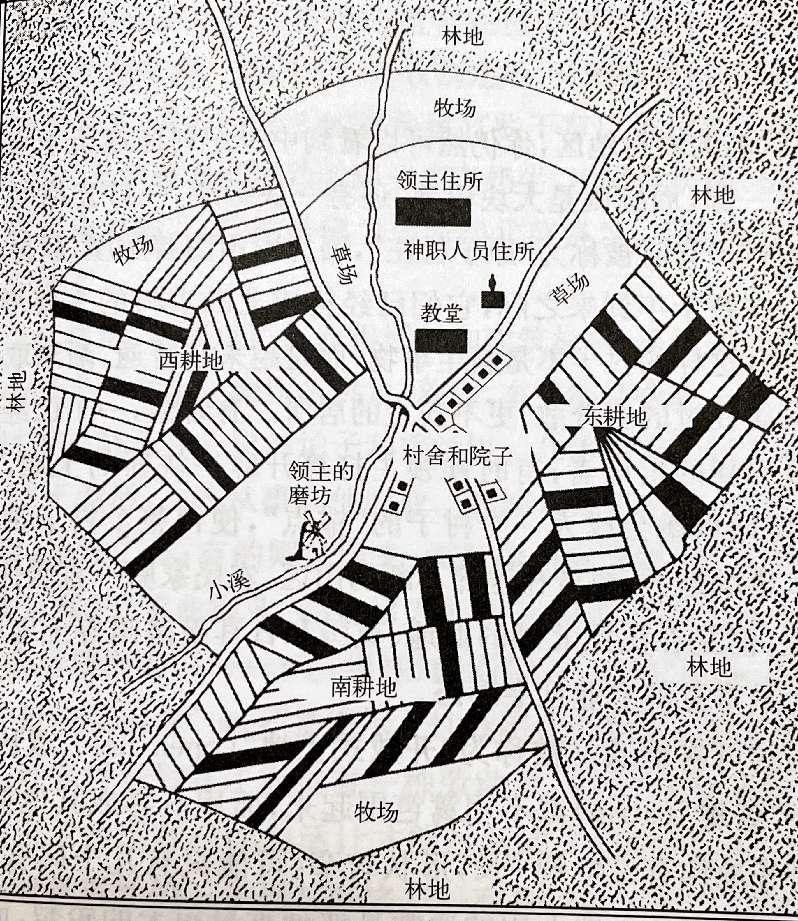 林地
牧场
领主住所
林地
神职人员住所
牧场
草场
草场
教堂
西耕地
林地
东耕地
村舍和院子
领主的
磨坊
小溪
林地
南耕地
牧场
林地